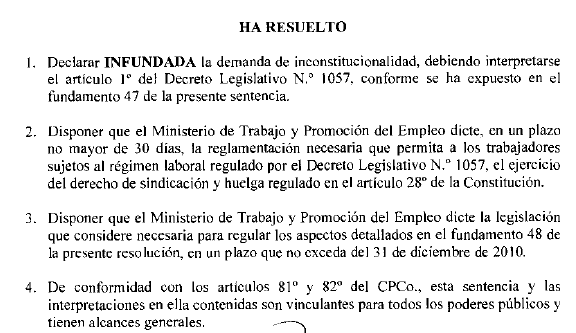 HA RESUELTO
1. Declarar INFUNDADA la demanda de inconstitucionalidad, debiendo interpretarse
el artículo 1º del Decreto Legislativo N.º 1057, conforme se ha expuesto en el
fundamento 47 de la presente sentencia.
2. Disponer que el Ministerio de Trabajo y Promoción del Empleo dicte, en un plazo
no mayor de 30 días, la reglamentación necesaria que permita a los trabajadores
sujetos al régimen laboral regulado por el Decreto Legislativo N.º 1057, el ejercicio
del derecho de sindicación y huelga regulado en el artículo 28º de la Constitución.
3. Disponer que el Ministerio de Trabajo y Promoción del Empleo dicte la legislación
que considere necesaria para regular los aspectos detallados en el fundamento 48 de
la presente resolución, en un plazo que no exceda del 31 de diciembre de 2010.
4. De conformidad con los artículos 81º y 82º del CPCo., esta sentencia y las
interpretaciones en ella contenidas son vinculantes para todos los poderes públicos y
tienen alcances generales.